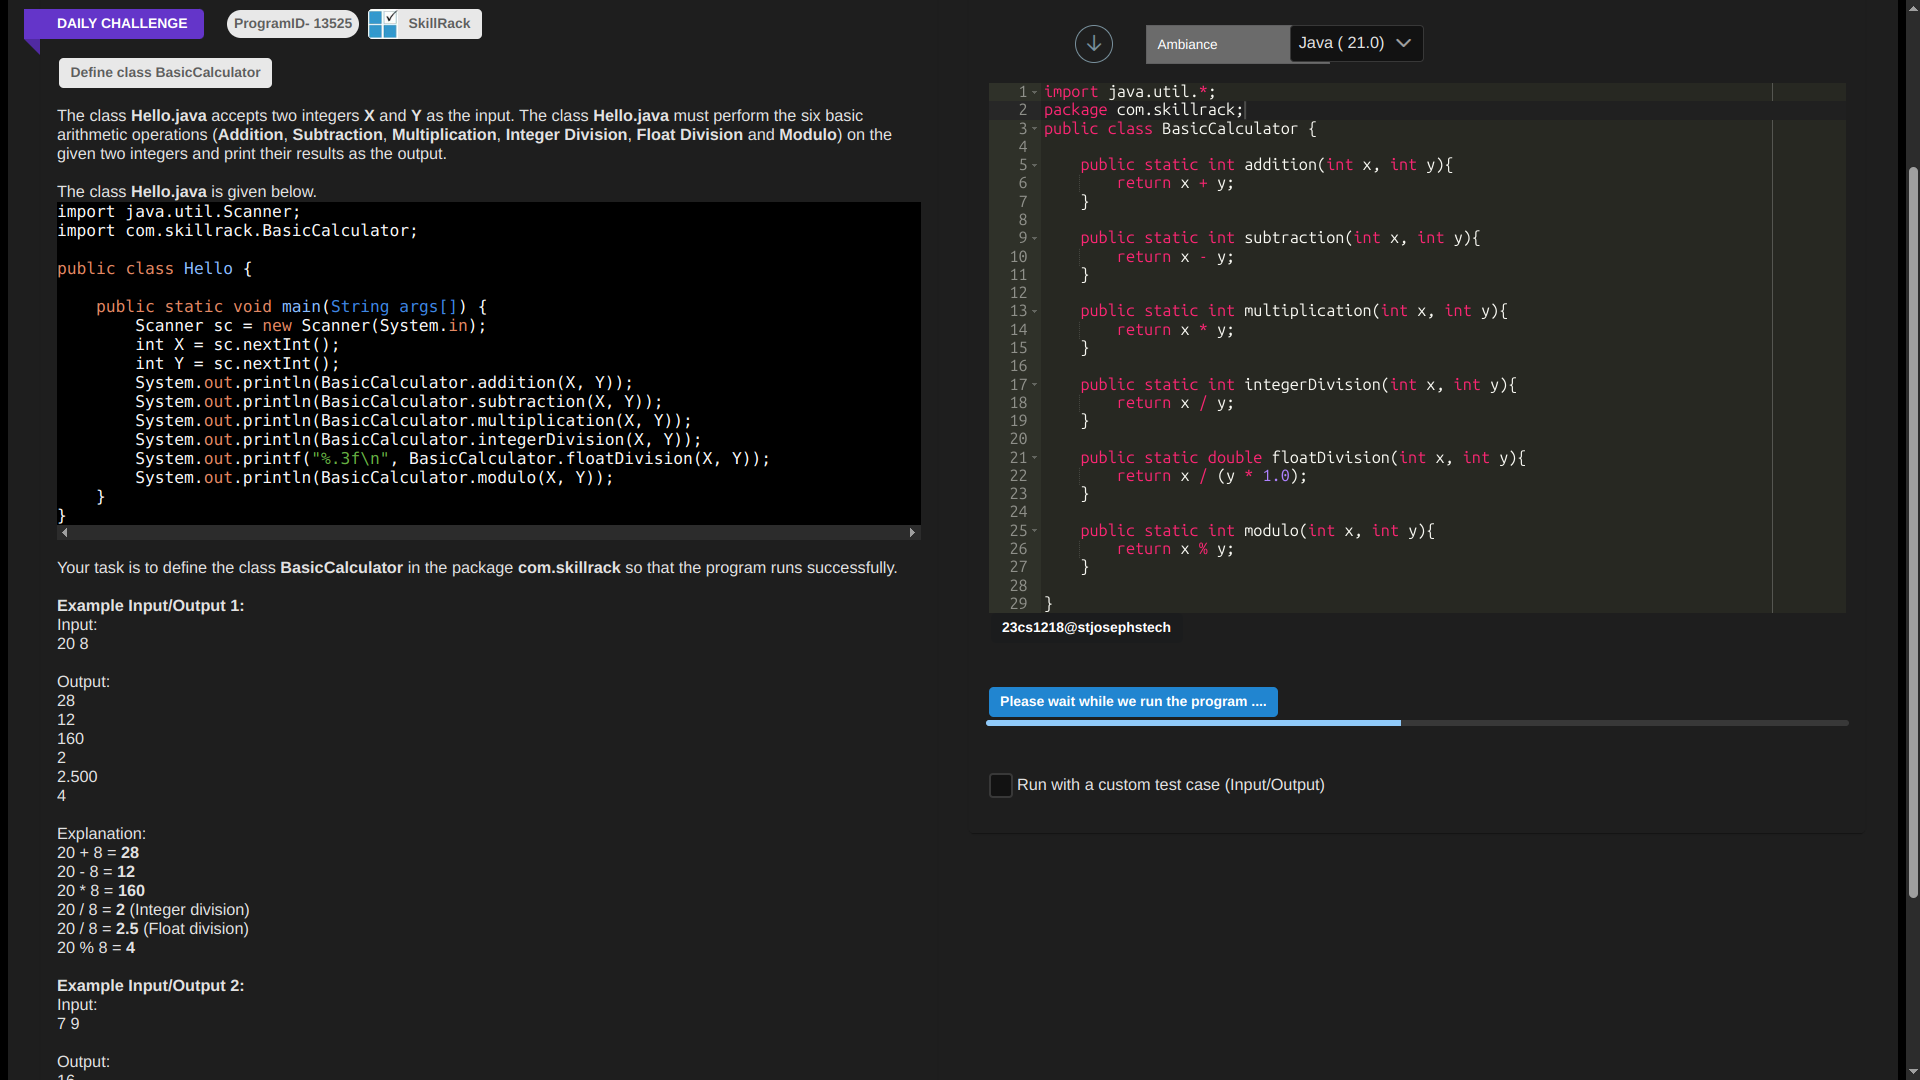 DAILY CHALLENGE
ProgramID- 13525
SkillRack
Define class BasicCalculator
The class Hello.java accepts two integers X and Y as the input. The class Hello.java must perform the six basic
arithmetic operations (Addition, Subtraction, Multiplication, Integer Division, Float Division and Modulo) on the
given two integers and print their results as the output.
The class Hello.java is given below.
import java.util.Scanner;
import com.skillrack.BasicCalculator;
public class Hello {
    public static void main(String args[]) {
        Scanner sc = new Scanner(System.in);
        int X = sc.nextInt();
        int Y = sc.nextInt();
        System.out.println(BasicCalculator.addition(X, Y));
        System.out.println(BasicCalculator.subtraction(X, Y));
        System.out.println(BasicCalculator.multiplication(X, Y));
        System.out.println(BasicCalculator.integerDivision(X, Y));
        System.out.printf("%.3f\n", BasicCalculator.floatDivision(X, Y));
        System.out.println(BasicCalculator.modulo(X, Y));
    }
}
Your task is to define the class BasicCalculator in the package com.skillrack so that the program runs successfully.
Example Input/Output 1:
Input:
20 8
Output:
28
12
160
2
2.500
4
Explanation:
20 + 8 = 28
20 - 8 = 12
20 * 8 = 160
20 / 8 = 2 (Integer division)
20 / 8 = 2.5 (Float division)
20 % 8 = 4
Example Input/Output 2:
Input:
7 9
Output:
16
Ambiance
Java ( 21.0)
1 import java.util.*;
2 package com.skillrack;
3 public class BasicCalculator {
4
5     public static int addition(int x, int y){
6         return x + y;
7     }
8
9     public static int subtraction(int x, int y){
10         return x - y;
11     }
12
13     public static int multiplication(int x, int y){
14         return x * y;
15     }
16
17     public static int integerDivision(int x, int y){
18         return x / y;
19     }
20
21     public static double floatDivision(int x, int y){
22         return x / (y * 1.0);
23     }
24
25     public static int modulo(int x, int y){
26         return x % y;
27     }
28
29 }
23cs1218@stjosephstech
Please wait while we run the program ....
Run with a custom test case (Input/Output)